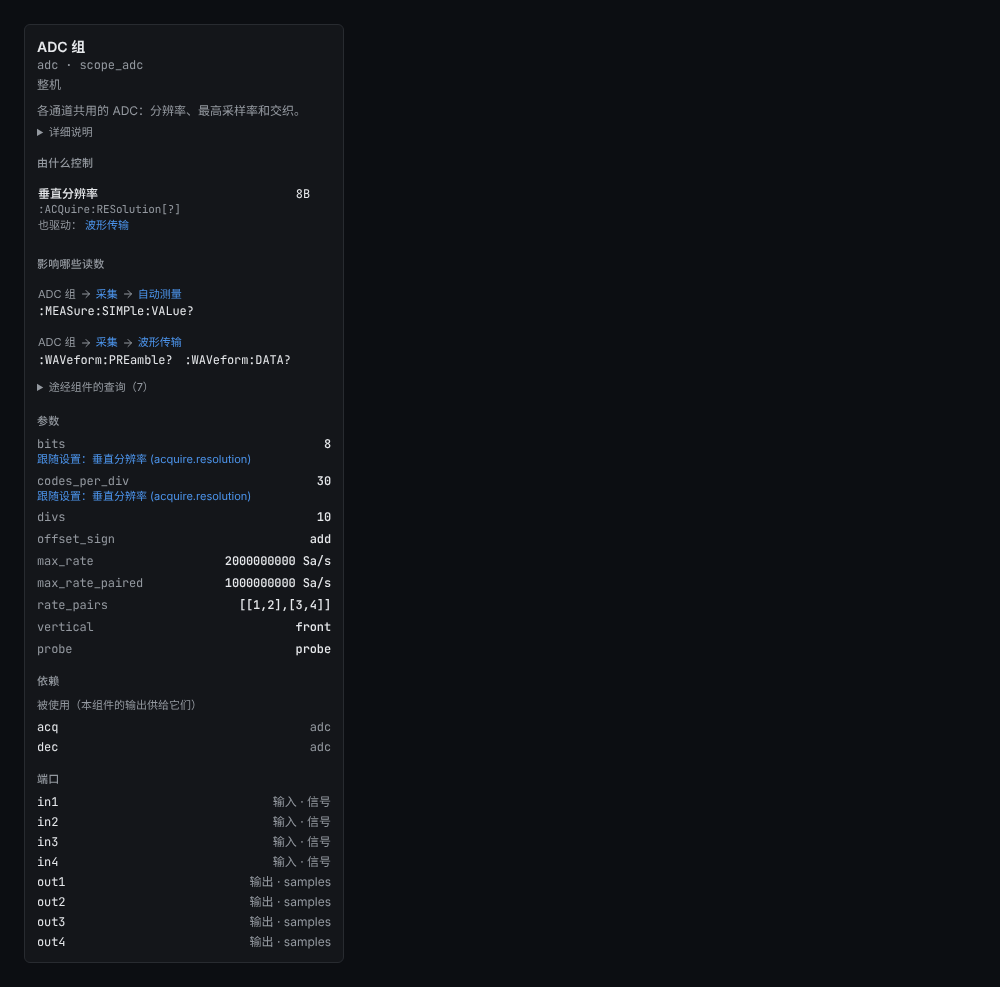 ADC 组
adc · scope_adc
整机
各通道共用的 ADC：分辨率、最高采样率和交织。
▶ 详细说明
由什么控制
垂直分辨率 8B
:ACQuire:RESolution[?]
也驱动： 波形传输
影响哪些读数
ADC 组 → 采集 → 自动测量
:MEASure:SIMPle:VALue?
ADC 组 → 采集 → 波形传输
:WAVeform:PREamble? :WAVeform:DATA?
▶ 途经组件的查询（7）
参数
bits 8
跟随设置：垂直分辨率 (acquire.resolution)
codes_per_div 30
跟随设置：垂直分辨率 (acquire.resolution)
divs 10
offset_sign add
max_rate 2000000000 Sa/s
max_rate_paired 1000000000 Sa/s
rate_pairs [[1,2],[3,4]]
vertical front
probe probe
依赖
被使用（本组件的输出供给它们）
acq adc
dec adc
端口
in1 输入 · 信号
in2 输入 · 信号
in3 输入 · 信号
in4 输入 · 信号
out1 输出 · samples
out2 输出 · samples
out3 输出 · samples
out4 输出 · samples